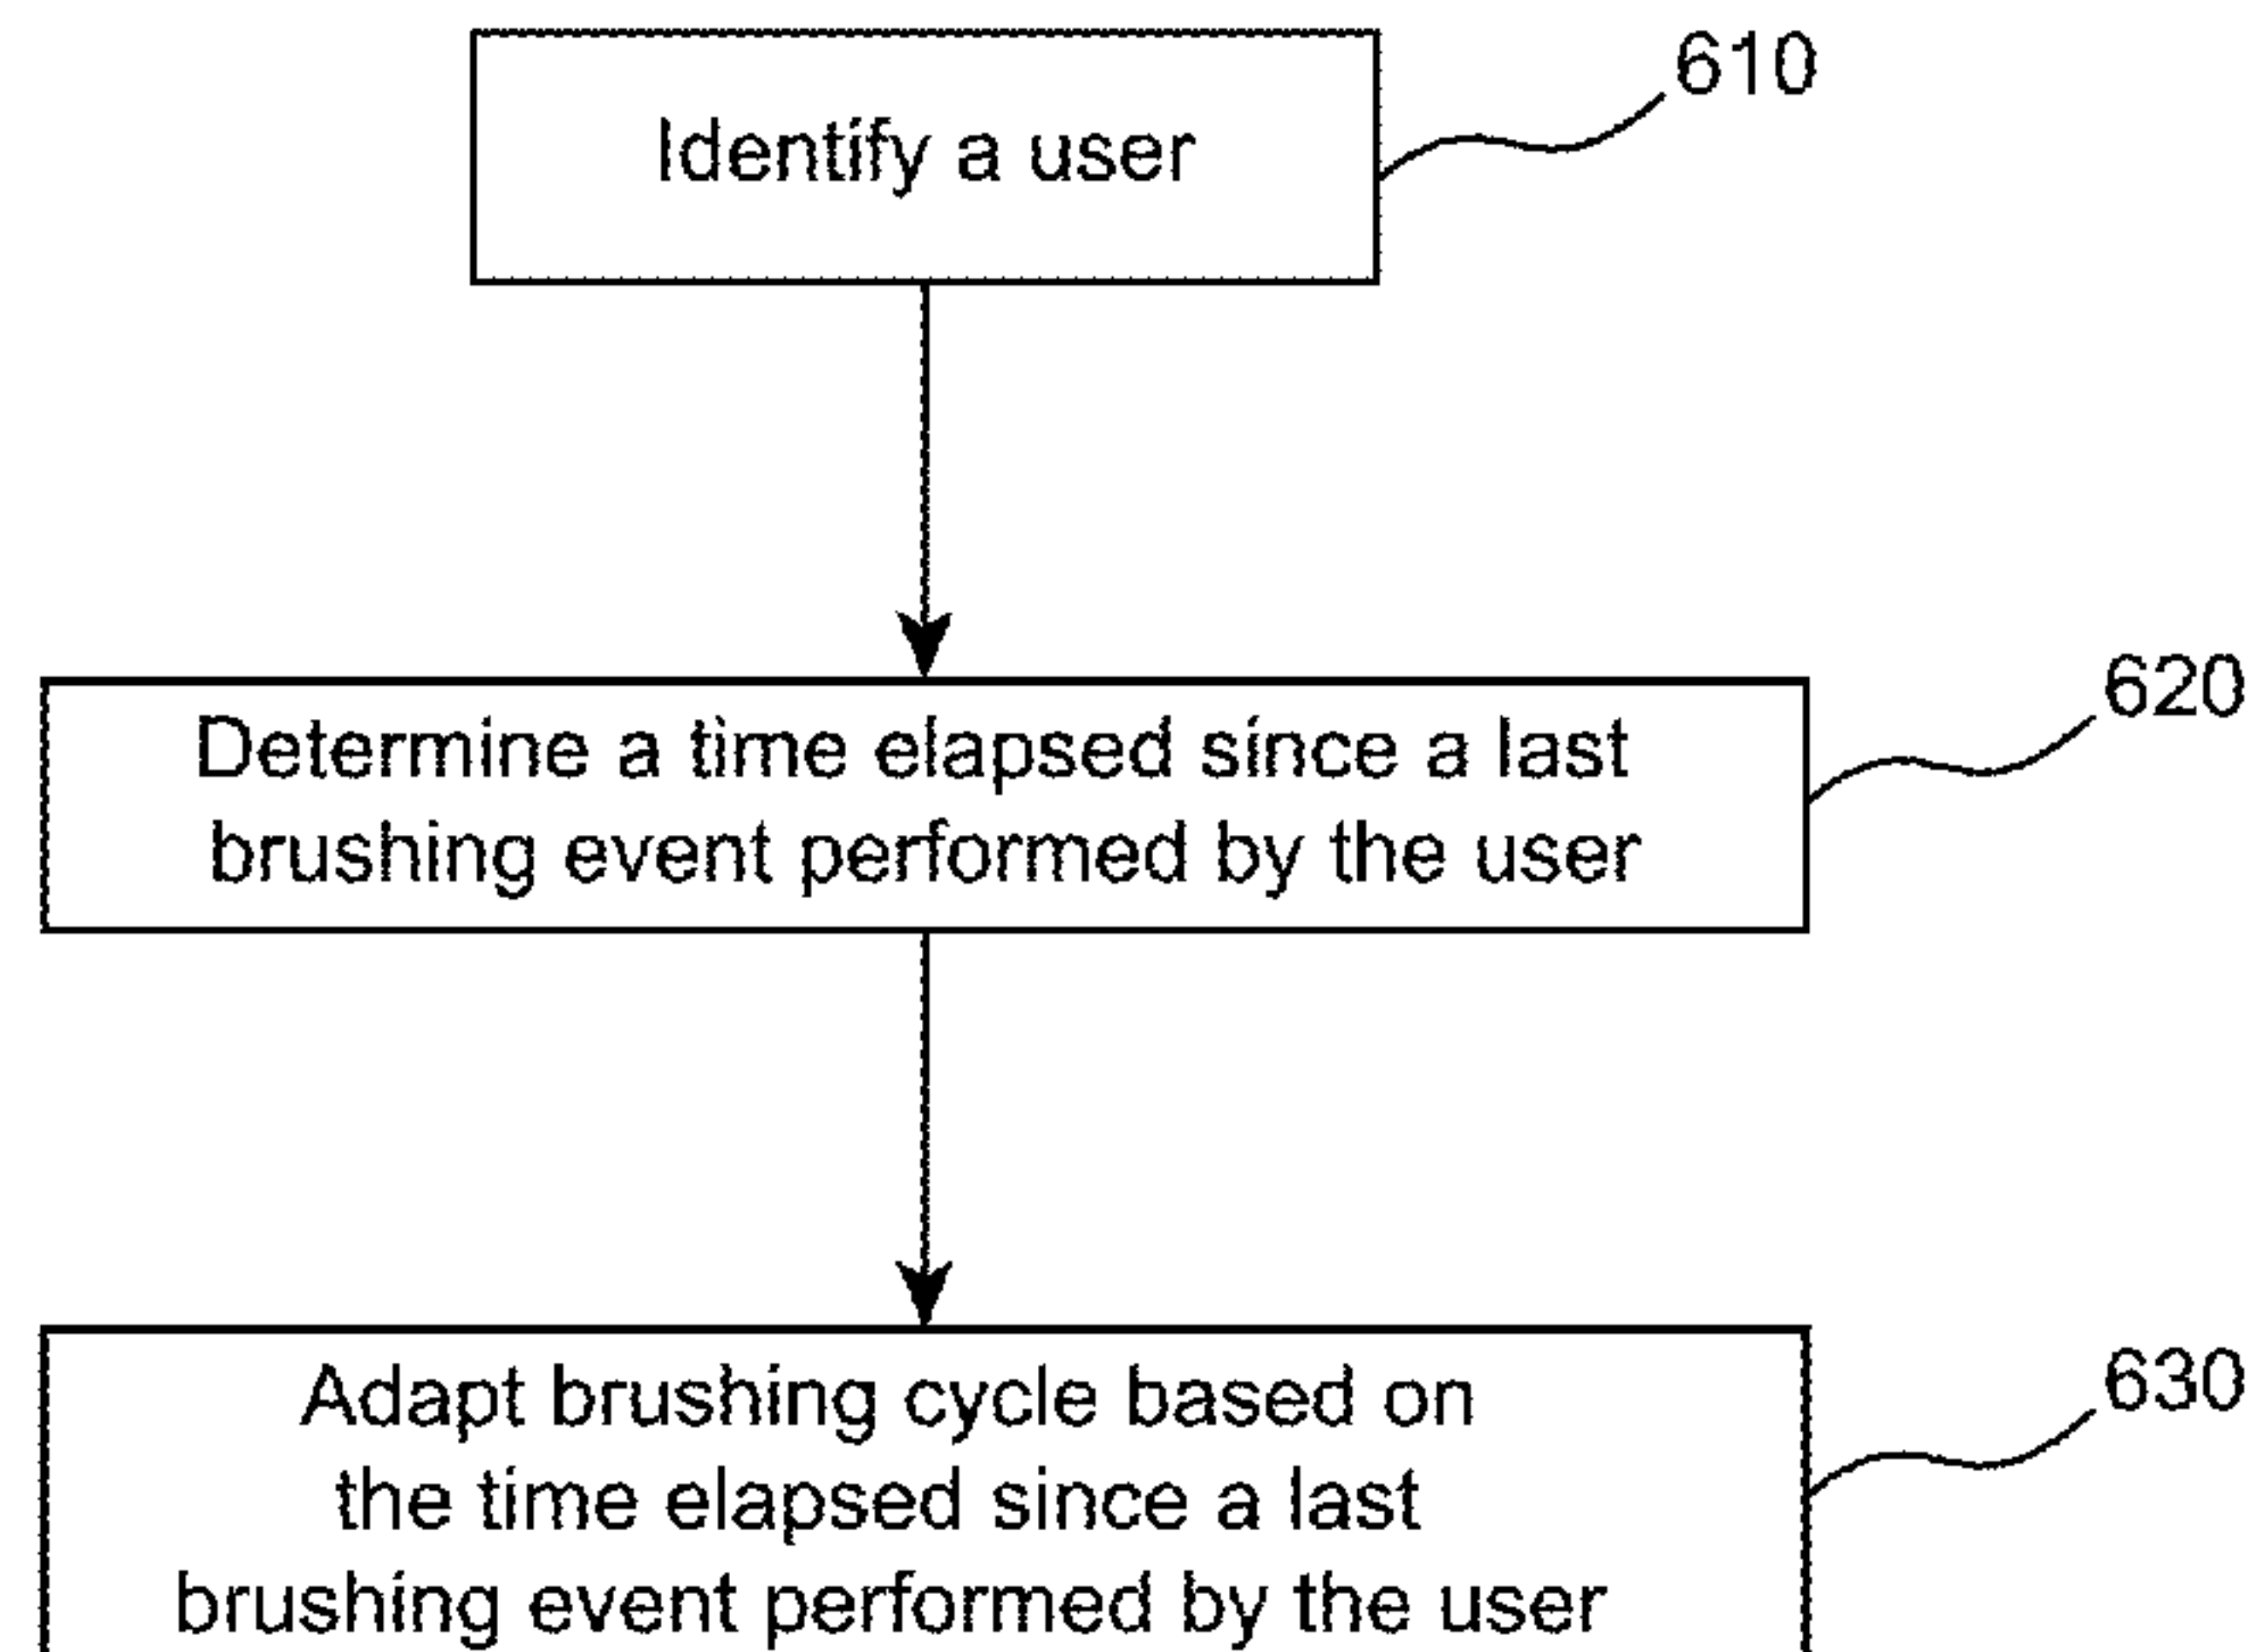 Identify a user
610
Determine a time elapsed since a last
brushing event performed by the user
620
Adapt brushing cycle based on
the time elapsed since a last
brushing event performed by the user
630